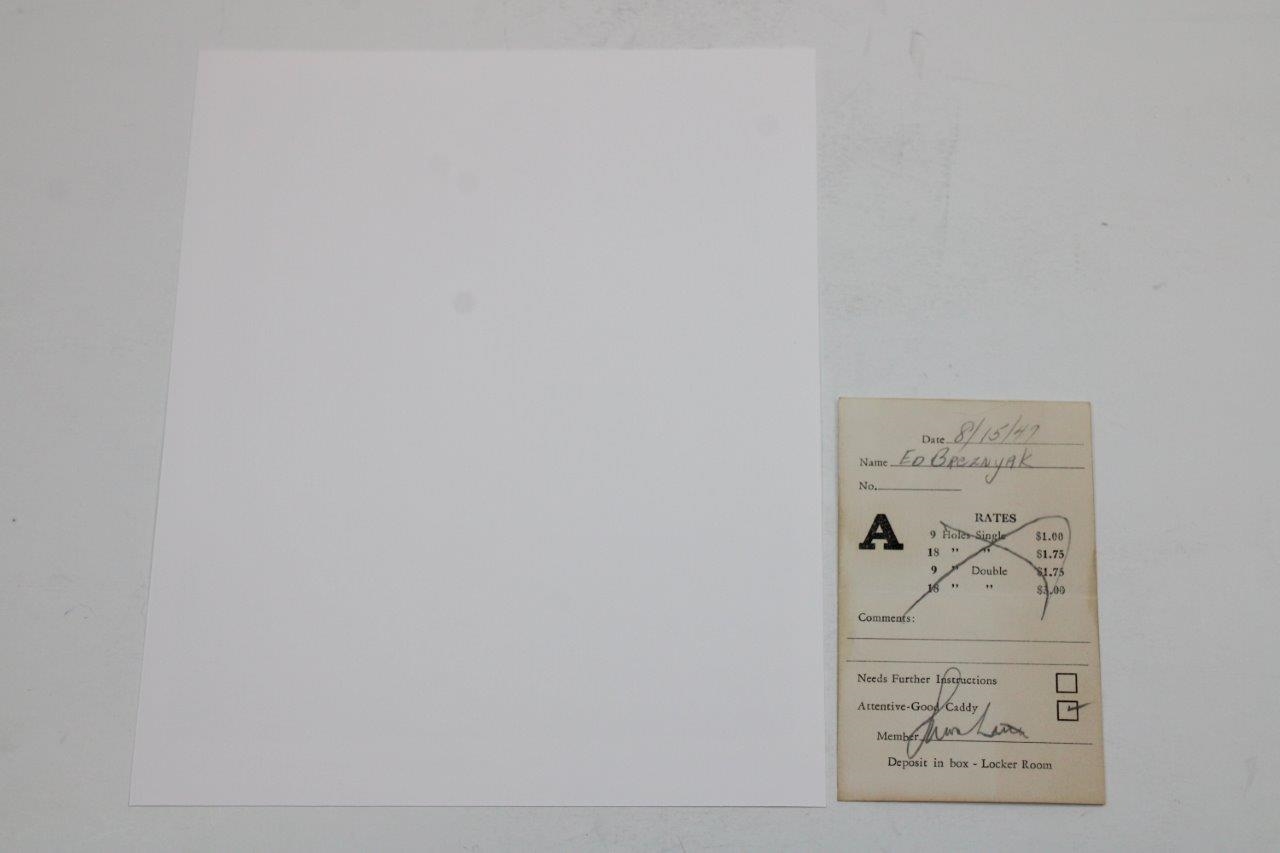 Date 8/15/47
Name Ed Breznyak
No.
A
RATES
9 Holes Single $1.00
18 " " $1.75
9 " Double $1.75
18 " " $3.00
Comments:
Needs Further Instructions
Attentive-Good Caddy
Member
Deposit in box - Locker Room